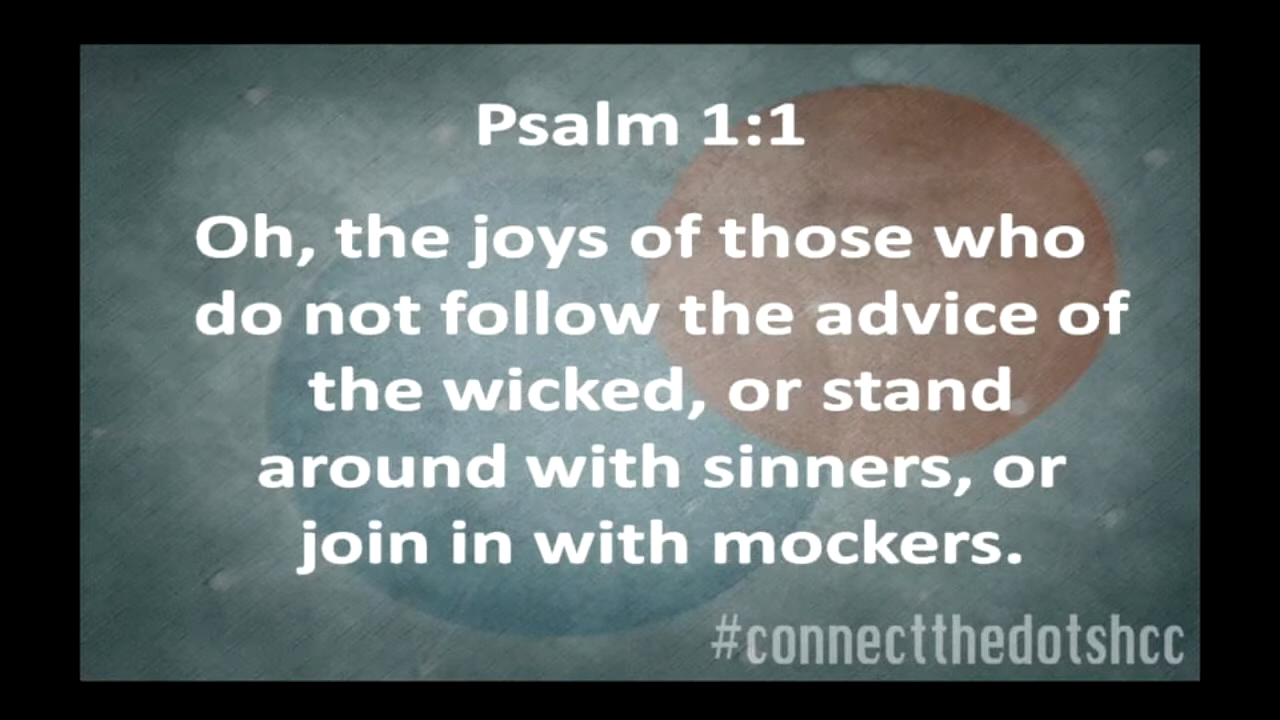 Psalm 1:1
Oh, the joys of those who
do not follow the advice of
the wicked, or stand
around with sinners, or
join in with mockers.
#connectthedotshcc